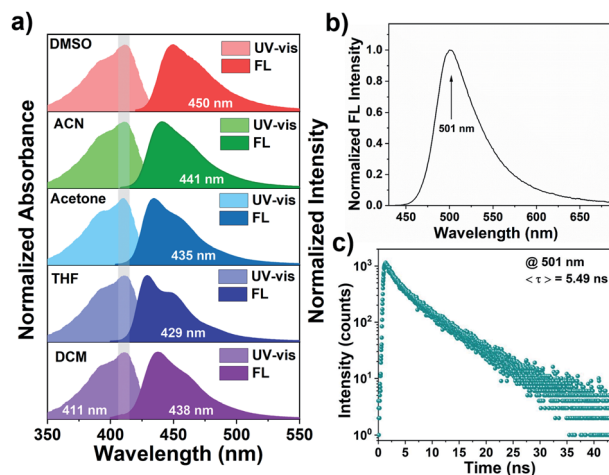 a)
Normalized Absorbance
DMSO
UV-vis
FL
450 nm
ACN
UV-vis
FL
441 nm
Acetone
UV-vis
FL
435 nm
THF
UV-vis
FL
429 nm
DCM
UV-vis
FL
411 nm
438 nm
350 400 450 500 550
Wavelength (nm)
Normalized Intensity
b)
Normalized FL Intensity
1.0
0.8
0.6
0.4
0.2
0.0
501 nm
450 500 550 600 650
Wavelength (nm)
c)
Intensity (counts)
10³
10²
10¹
10⁰
@ 501 nm
<τ> = 5.49 ns
0 5 10 15 20 25 30 35 40
Time (ns)